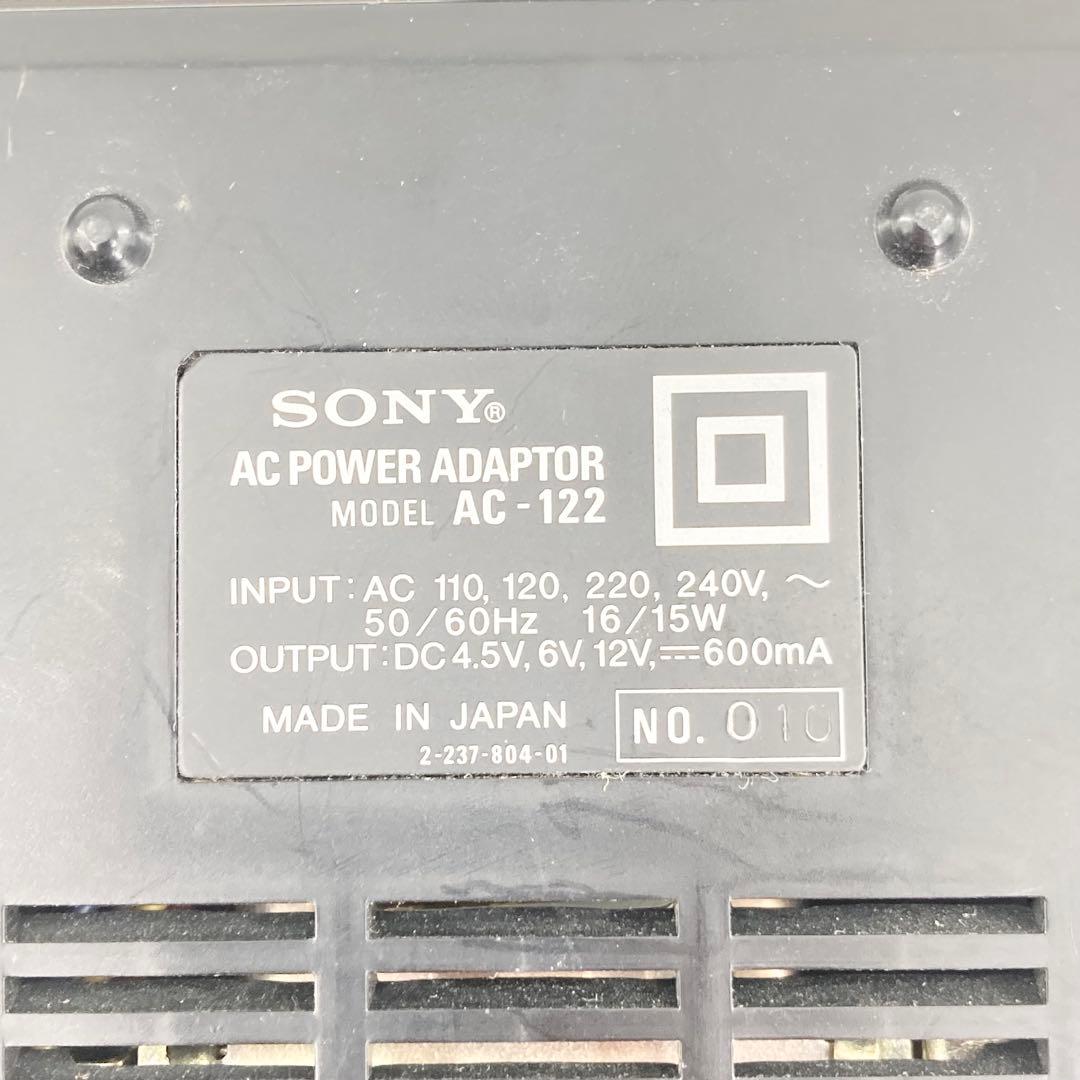 SONY®
AC POWER ADAPTOR
MODEL AC-122
INPUT: AC 110, 120, 220, 240V, ~
50/60Hz 16/15W
OUTPUT: DC 4.5V, 6V, 12V, ⎓ 600mA
MADE IN JAPAN
2-237-804-01
NO. 010